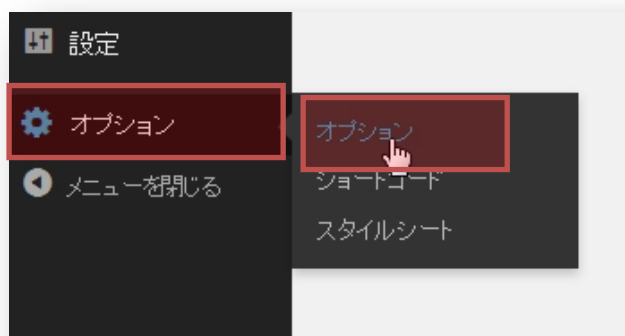 設定
オプション
メニューを閉じる
オプション
ショートコード
スタイルシート